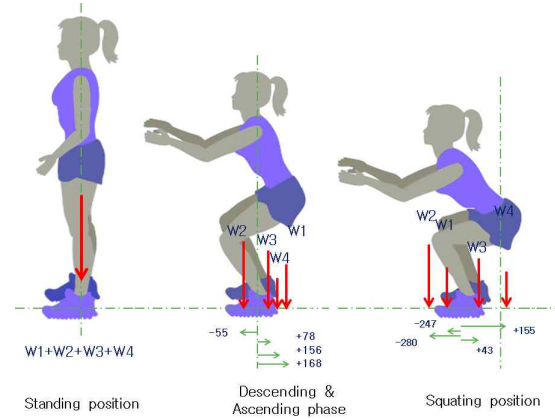 W2
W3
W1
W4
W2
W1
W4
W3
-55
+78
+156
+168
-247
+155
-280
+43
W1+W2+W3+W4
Standing position
Descending &
Ascending phase
Squating position